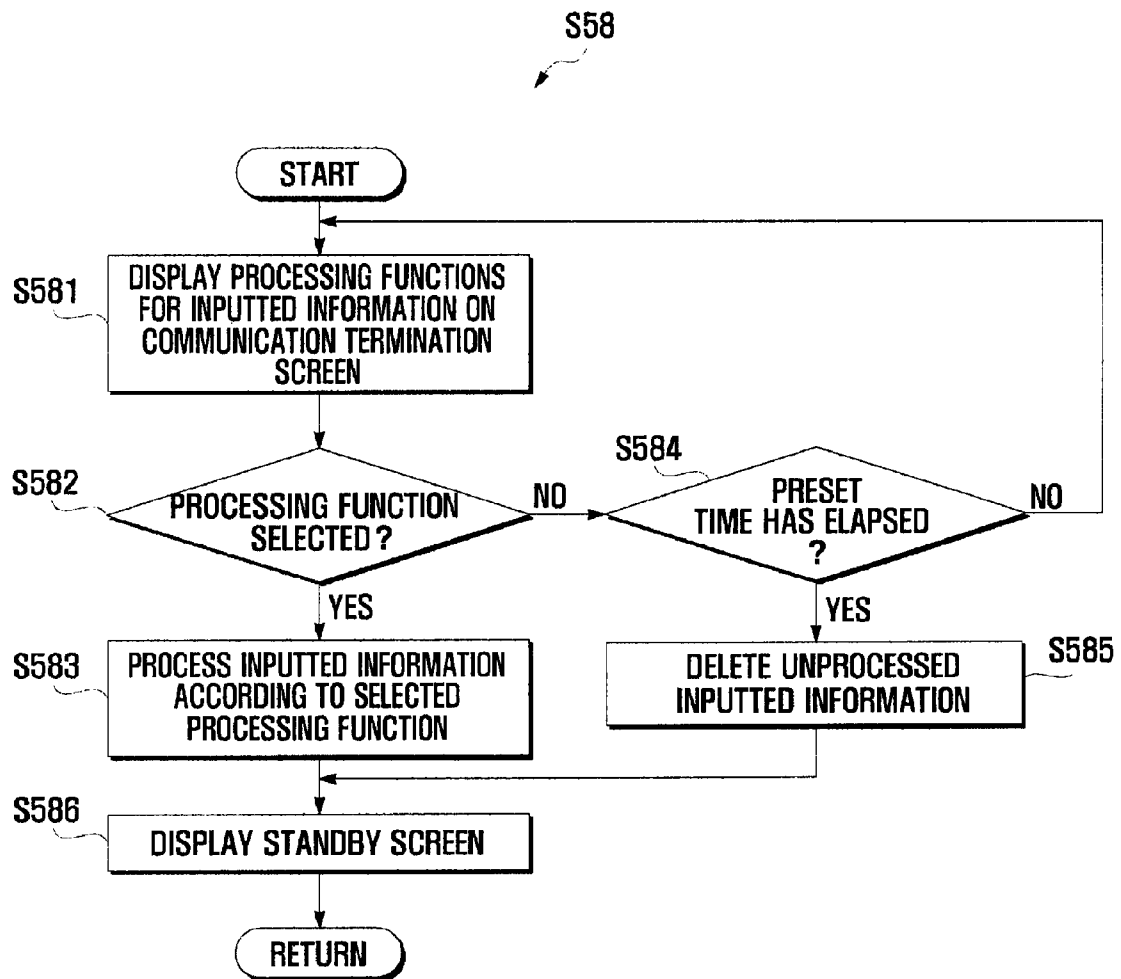 S58
START
S581
DISPLAY PROCESSING FUNCTIONS
FOR INPUTTED INFORMATION ON
COMMUNICATION TERMINATION
SCREEN
S582
PROCESSING FUNCTION
SELECTED?
NO
S584
PRESET
TIME HAS ELAPSED
?
NO
YES
YES
S583
PROCESS INPUTTED INFORMATION
ACCORDING TO SELECTED
PROCESSING FUNCTION
DELETE UNPROCESSED
INPUTTED INFORMATION
S585
S586
DISPLAY STANDBY SCREEN
RETURN